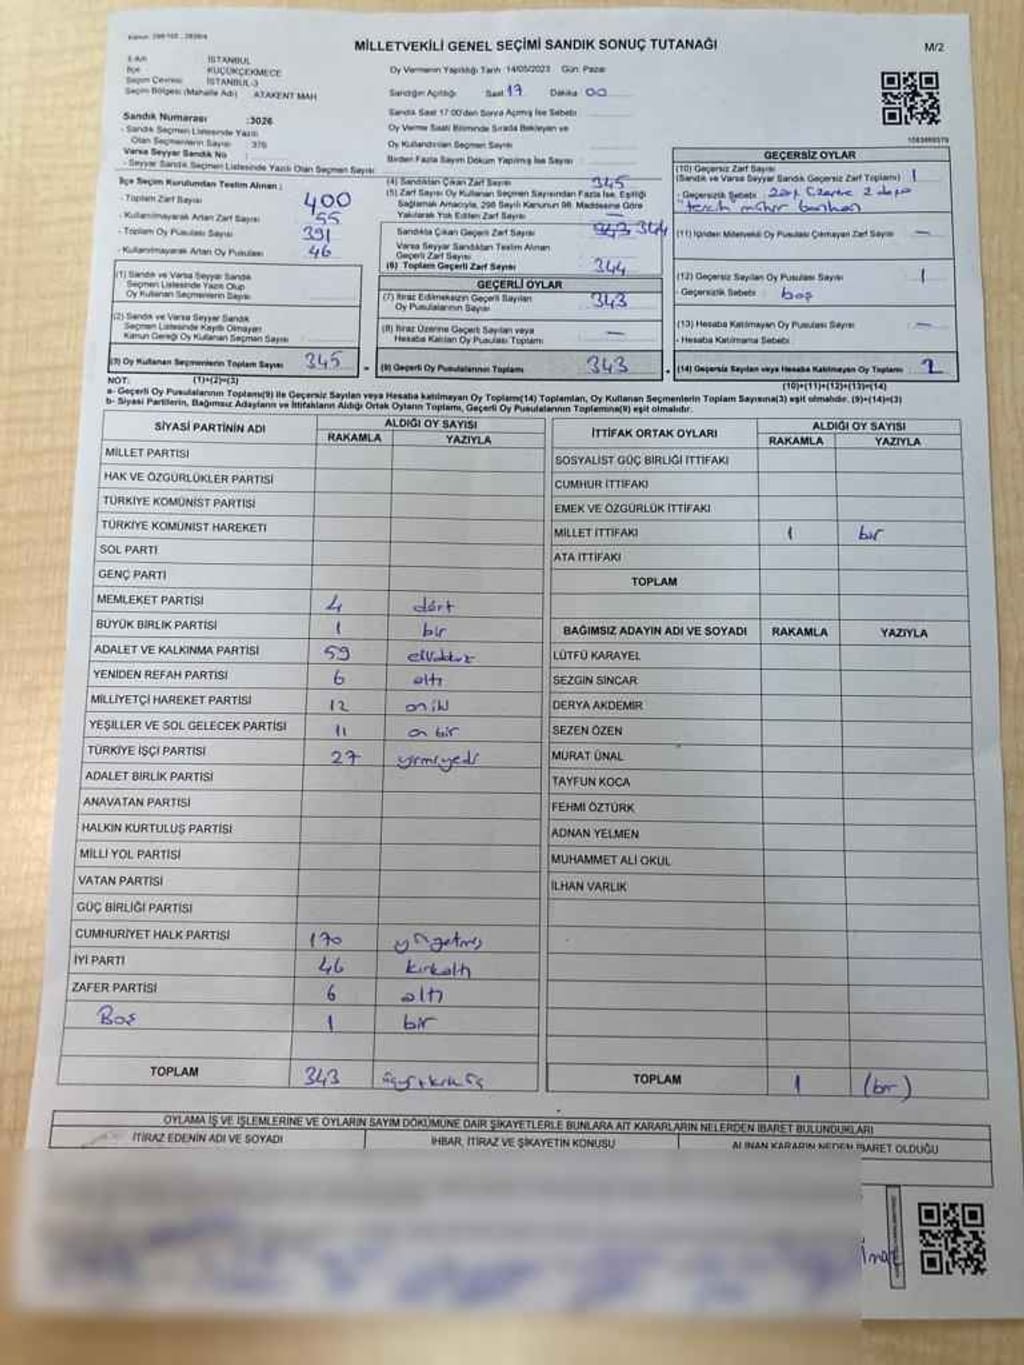 MİLLETVEKİLİ GENEL SEÇİMİ SANDIK SONUÇ TUTANAĞI
M/2
İli İSTANBUL
İlçe KÜÇÜKÇEKMECE
Seçim Çevresi İSTANBUL-3
Seçim Bölgesi (Mahalle Adı) ATAKENT MAH
Sandık Numarası :3026
- Sandık Seçmen Listesinde Yazılı
Olan Seçmenlerin Sayısı 376
Varsa Seyyar Sandık No
- Seyyar Sandık Seçmen Listesinde Yazılı Olan Seçmen Sayısı
Oy Vermenin Yapıldığı Tarih :14/05/2023 Gün: Pazar
Sandığın Açıldığı Saat 17 Dakika 00
Sandık Saat 17:00'den Sonra Açılmış İse Sebebi
Oy Verme Saati Bitiminde Sırada Bekleyen ve
Oy Kullandırılan Seçmen Sayısı
Birden Fazla Sayım Döküm Yapılmış İse Sayısı
İlçe Seçim Kurulundan Teslim Alınan :
- Toplam Zarf Sayısı 400
- Kullanılmayarak Artan Zarf Sayısı 55
- Toplam Oy Pusulası Sayısı 391
- Kullanılmayarak Artan Oy Pusulası 46
(1) Sandık ve Varsa Seyyar Sandık
Seçmen Listesinde Yazılı Olup
Oy Kullanan Seçmenlerin Sayısı
(2) Sandık ve Varsa Seyyar Sandık
Seçmen Listesinde Kayıtlı Olmayan
Kanun Gereği Oy Kullanan Seçmen Sayısı
(3) Oy Kullanan Seçmenlerin Toplam Sayısı 345
(1)+(2)=(3)
(4) Sandıktan Çıkan Zarf Sayısı 345
(5) Zarf Sayısı Oy Kullanan Seçmen Sayısından Fazla İse, Eşitliği
Sağlamak Amacıyla, 298 Sayılı Kanunun 98. Maddesine Göre
Yakılarak Yok Edilen Zarf Sayısı —
Sandıkta Çıkan Geçerli Zarf Sayısı 343 344
Varsa Seyyar Sandıktan Teslim Alınan
Geçerli Zarf Sayısı
(6) Toplam Geçerli Zarf Sayısı 344
GEÇERLİ OYLAR
(7) İtiraz Edilmeksizin Geçerli Sayılan
Oy Pusulalarının Sayısı 343
(8) İtiraz Üzerine Geçerli Sayılan veya
Hesaba Katılan Oy Pusulası Toplamı —
(9) Geçerli Oy Pusulalarının Toplamı 343
GEÇERSİZ OYLAR
(10) Geçersiz Zarf Sayısı
(Sandık ve Varsa Seyyar Sandık Geçersiz Zarf Toplamı) 1
- Geçersizlik Sebebi
(11) İçinden Milletvekili Oy Pusulası Çıkmayan Zarf Sayısı —
(12) Geçersiz Sayılan Oy Pusulası Sayısı 1
- Geçersizlik Sebebi boş
(13) Hesaba Katılmayan Oy Pusulası Sayısı —
- Hesaba Katılmama Sebebi
(14) Geçersiz Sayılan veya Hesaba Katılmayan Oy Toplamı 2
(10)+(11)+(12)+(13)=(14)
NOT:
a- Geçerli Oy Pusulalarının Toplamı(9) ile Geçersiz Sayılan veya Hesaba katılmayan Oy Toplam(14) Toplamları, Oy Kullanan Seçmenlerin Toplam Sayısına(3) eşit olmalıdır. (9)+(14)=(3)
b- Siyasi Partilerin, Bağımsız Adayların ve İttifakların Aldığı Ortak Oyların Toplamı, Geçerli Oy Pusulalarının Toplamına(9) eşit olmalıdır.
SİYASİ PARTİNİN ADI ALDIĞI OY SAYISI
RAKAMLA YAZIYLA
MİLLET PARTİSİ
HAK VE ÖZGÜRLÜKLER PARTİSİ
TÜRKİYE KOMÜNİST PARTİSİ
TÜRKİYE KOMÜNİST HAREKETİ
SOL PARTİ
GENÇ PARTİ
MEMLEKET PARTİSİ 4 dört
BÜYÜK BİRLİK PARTİSİ 1 bir
ADALET VE KALKINMA PARTİSİ 59
YENİDEN REFAH PARTİSİ 6 altı
MİLLİYETÇİ HAREKET PARTİSİ 12 oniki
YEŞİLLER VE SOL GELECEK PARTİSİ 11 on bir
TÜRKİYE İŞÇİ PARTİSİ 27 yirmiyedi
ADALET BİRLİK PARTİSİ
ANAVATAN PARTİSİ
HALKIN KURTULUŞ PARTİSİ
MİLLİ YOL PARTİSİ
VATAN PARTİSİ
GÜÇ BİRLİĞİ PARTİSİ
CUMHURİYET HALK PARTİSİ 170 yüzyetmiş
İYİ PARTİ 46 kırkaltı
ZAFER PARTİSİ 6 altı
Boş 1 bir
TOPLAM 343 üçyüzkırküç
İTTİFAK ORTAK OYLARI ALDIĞI OY SAYISI
RAKAMLA YAZIYLA
SOSYALİST GÜÇ BİRLİĞİ İTTİFAKI
CUMHUR İTTİFAKI
EMEK VE ÖZGÜRLÜK İTTİFAKI
MİLLET İTTİFAKI 1 bir
ATA İTTİFAKI
TOPLAM
BAĞIMSIZ ADAYIN ADI VE SOYADI RAKAMLA YAZIYLA
LÜTFÜ KARAYEL
SEZGİN SİNCAR
DERYA AKDEMİR
SEZEN ÖZEN
MURAT ÜNAL
TAYFUN KOCA
FEHMİ ÖZTÜRK
ADNAN YELMEN
MUHAMMET ALİ OKUL
İLHAN VARLIK
TOPLAM 1 (bir)
OYLAMA İŞ VE İŞLEMLERİNE VE OYLARIN SAYIM DÖKÜMÜNE DAİR ŞİKAYETLERLE BUNLARA AİT KARARLARIN NELERDEN İBARET BULUNDUKLARI
İTİRAZ EDENİN ADI VE SOYADI İHBAR, İTİRAZ VE ŞİKAYETİN KONUSU ALINAN KARARIN NEDEN İBARET OLDUĞU